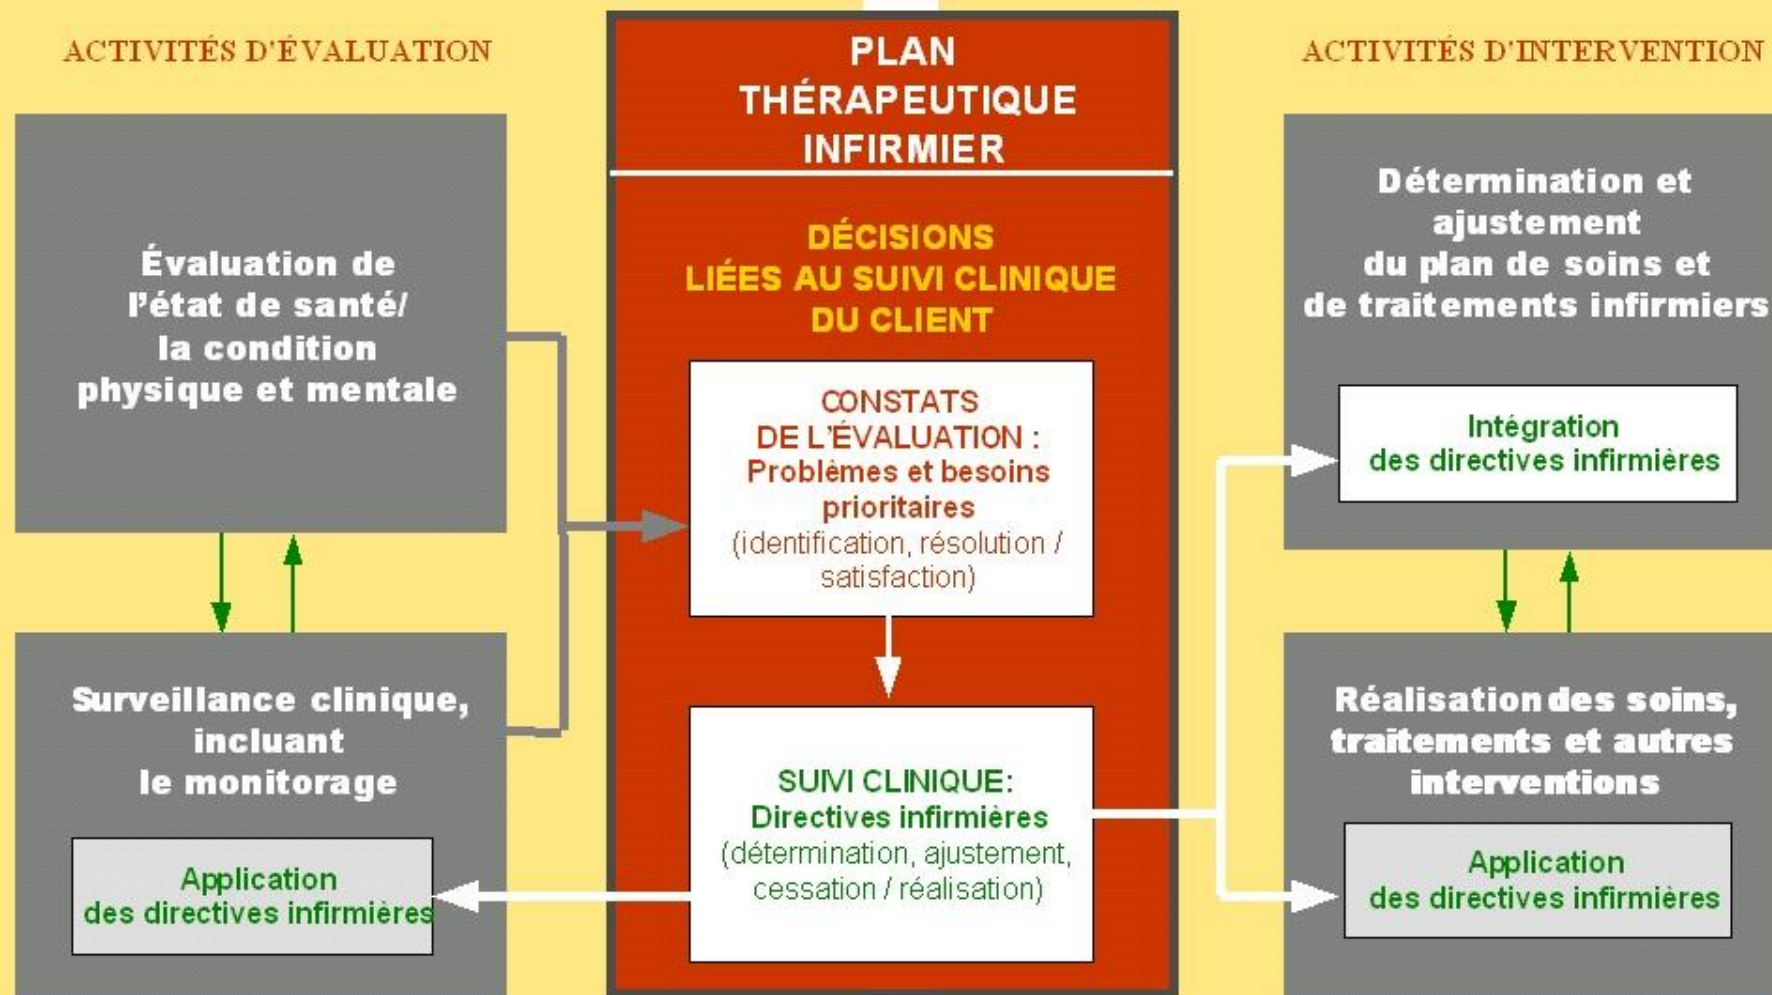 ACTIVITÉS D'ÉVALUATION
Évaluation de
l'état de santé/
la condition
physique et mentale
Surveillance clinique,
incluant
le monitorage
Application
des directives infirmières
PLAN
THÉRAPEUTIQUE
INFIRMIER
DÉCISIONS
LIÉES AU SUIVI CLINIQUE
DU CLIENT
CONSTATS
DE L'ÉVALUATION :
Problèmes et besoins
prioritaires
(identification, résolution /
satisfaction)
SUIVI CLINIQUE:
Directives infirmières
(détermination, ajustement,
cessation / réalisation)
ACTIVITÉS D'INTERVENTION
Détermination et
ajustement
du plan de soins et
de traitements infirmiers
Intégration
des directives infirmières
Réalisation des soins,
traitements et autres
interventions
Application
des directives infirmières